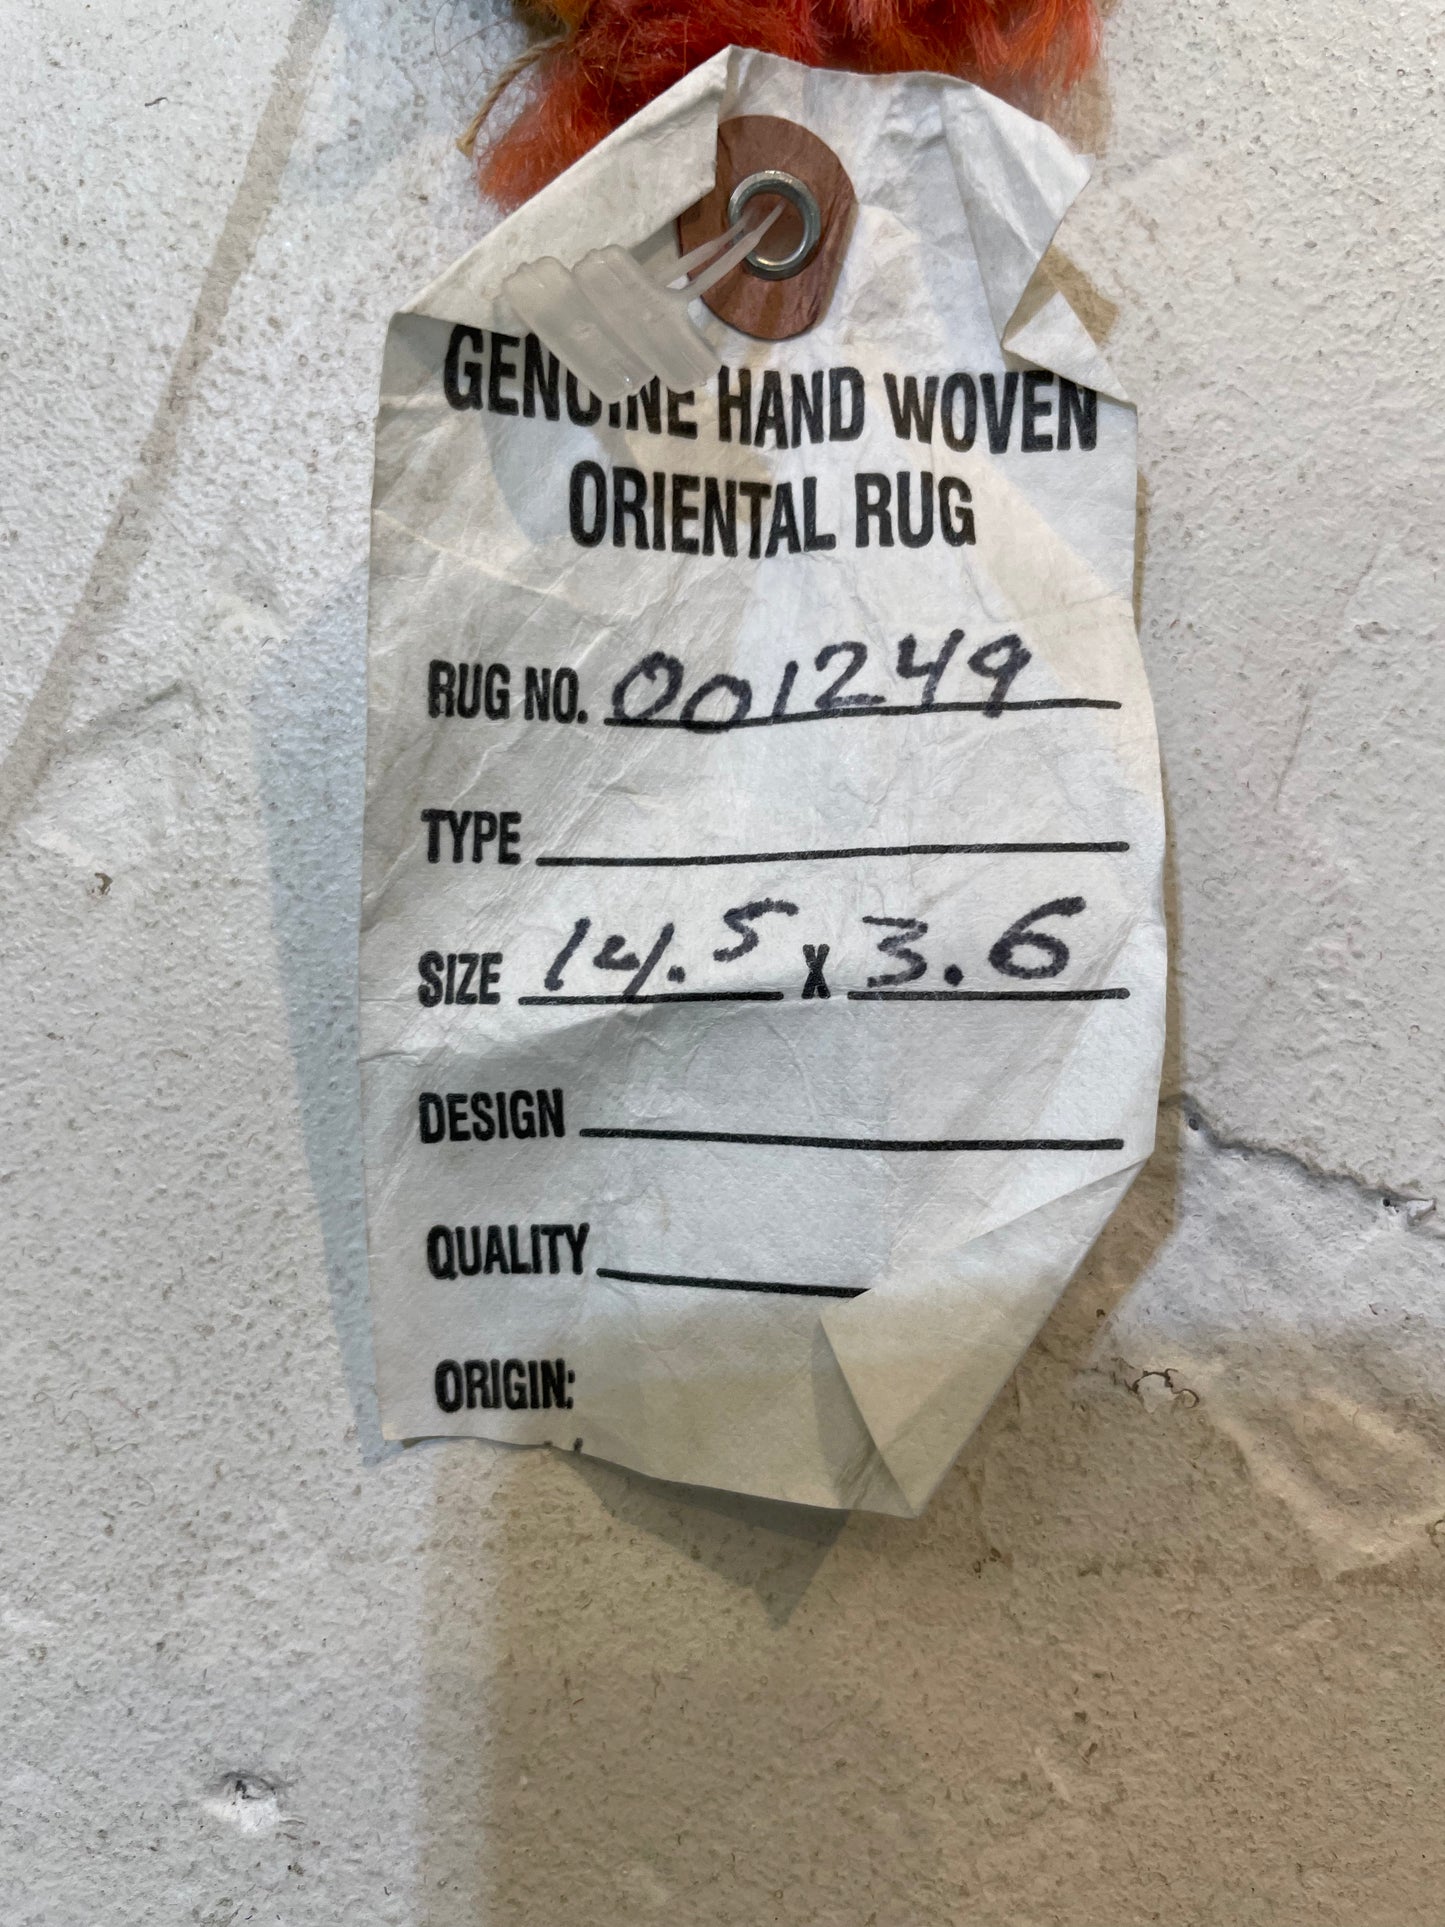 GENUINE HAND WOVEN
ORIENTAL RUG
RUG NO. 001249
TYPE
SIZE 14.5 X 3.6
DESIGN
QUALITY
ORIGIN: